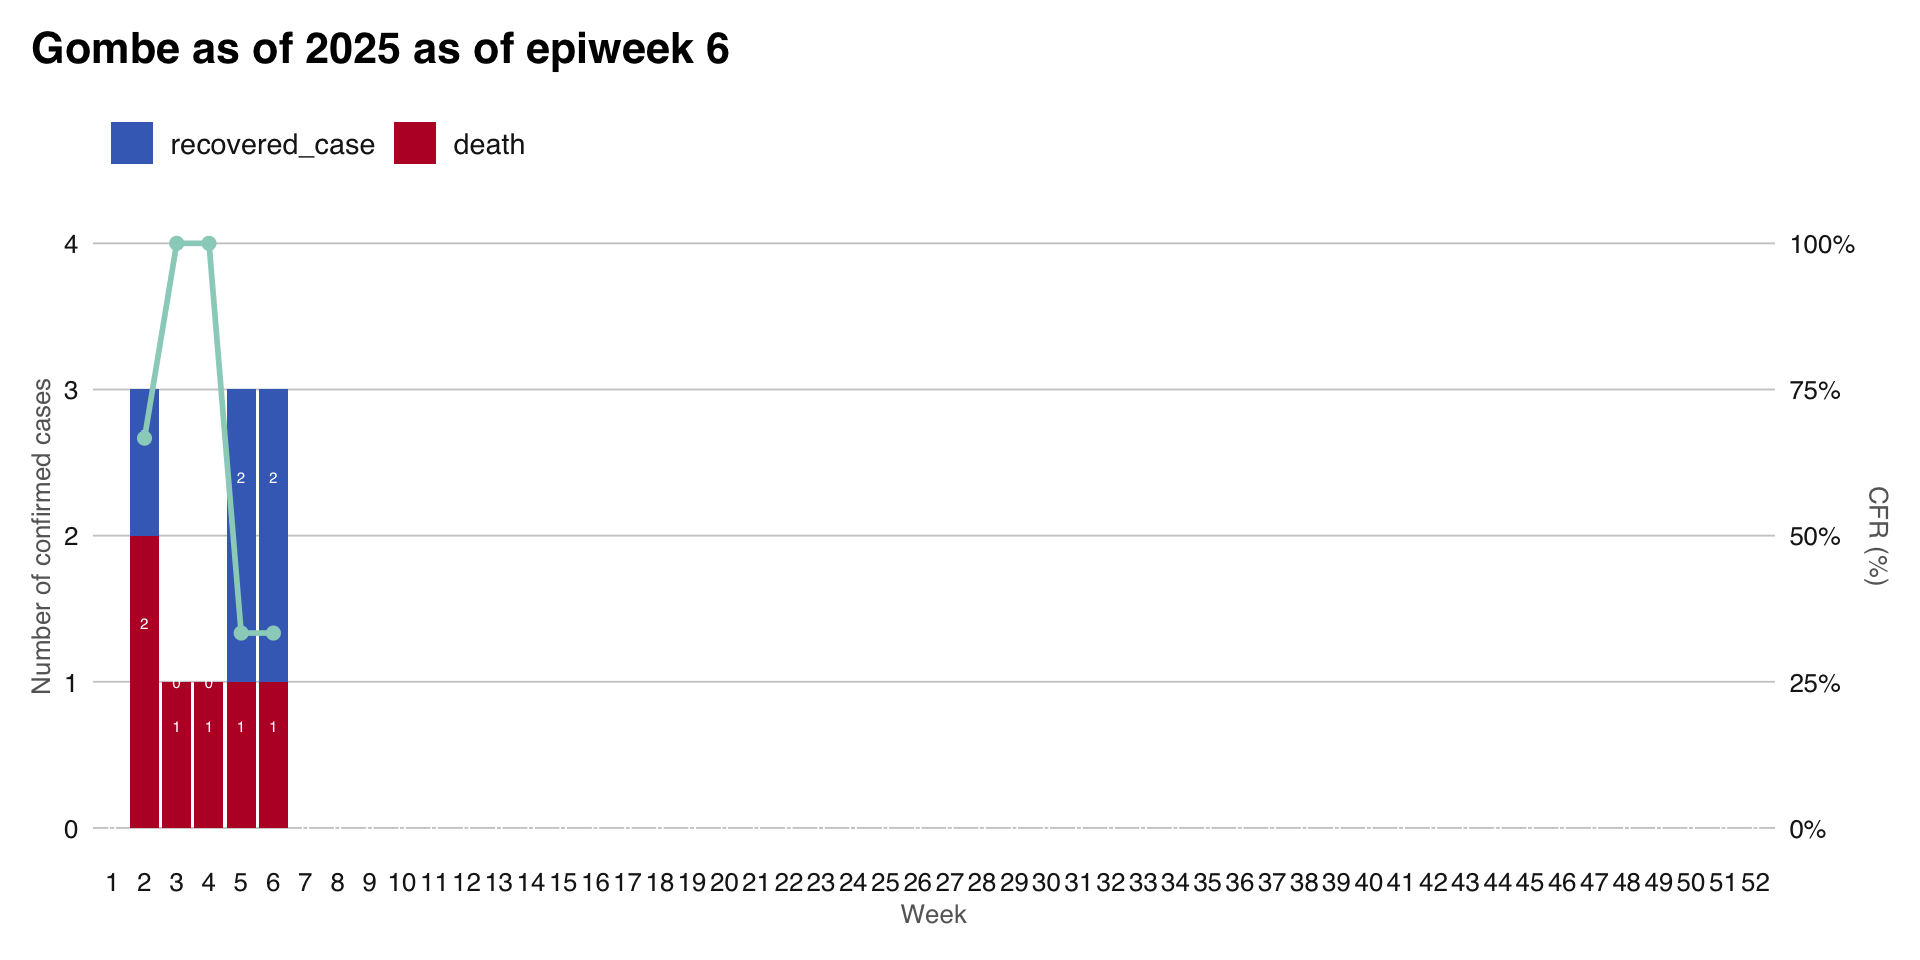 Gombe as of 2025 as of epiweek 6
recovered_case death
4 100%
3 75%
2 50%
1 25%
0 0%
Number of confirmed cases
CFR (%)
2 2
2
0 0
1 1 1 1
1 2 3 4 5 6 7 8 9 10 11 12 13 14 15 16 17 18 19 20 21 22 23 24 25 26 27 28 29 30 31 32 33 34 35 36 37 38 39 40 41 42 43 44 45 46 47 48 49 50 51 52
Week